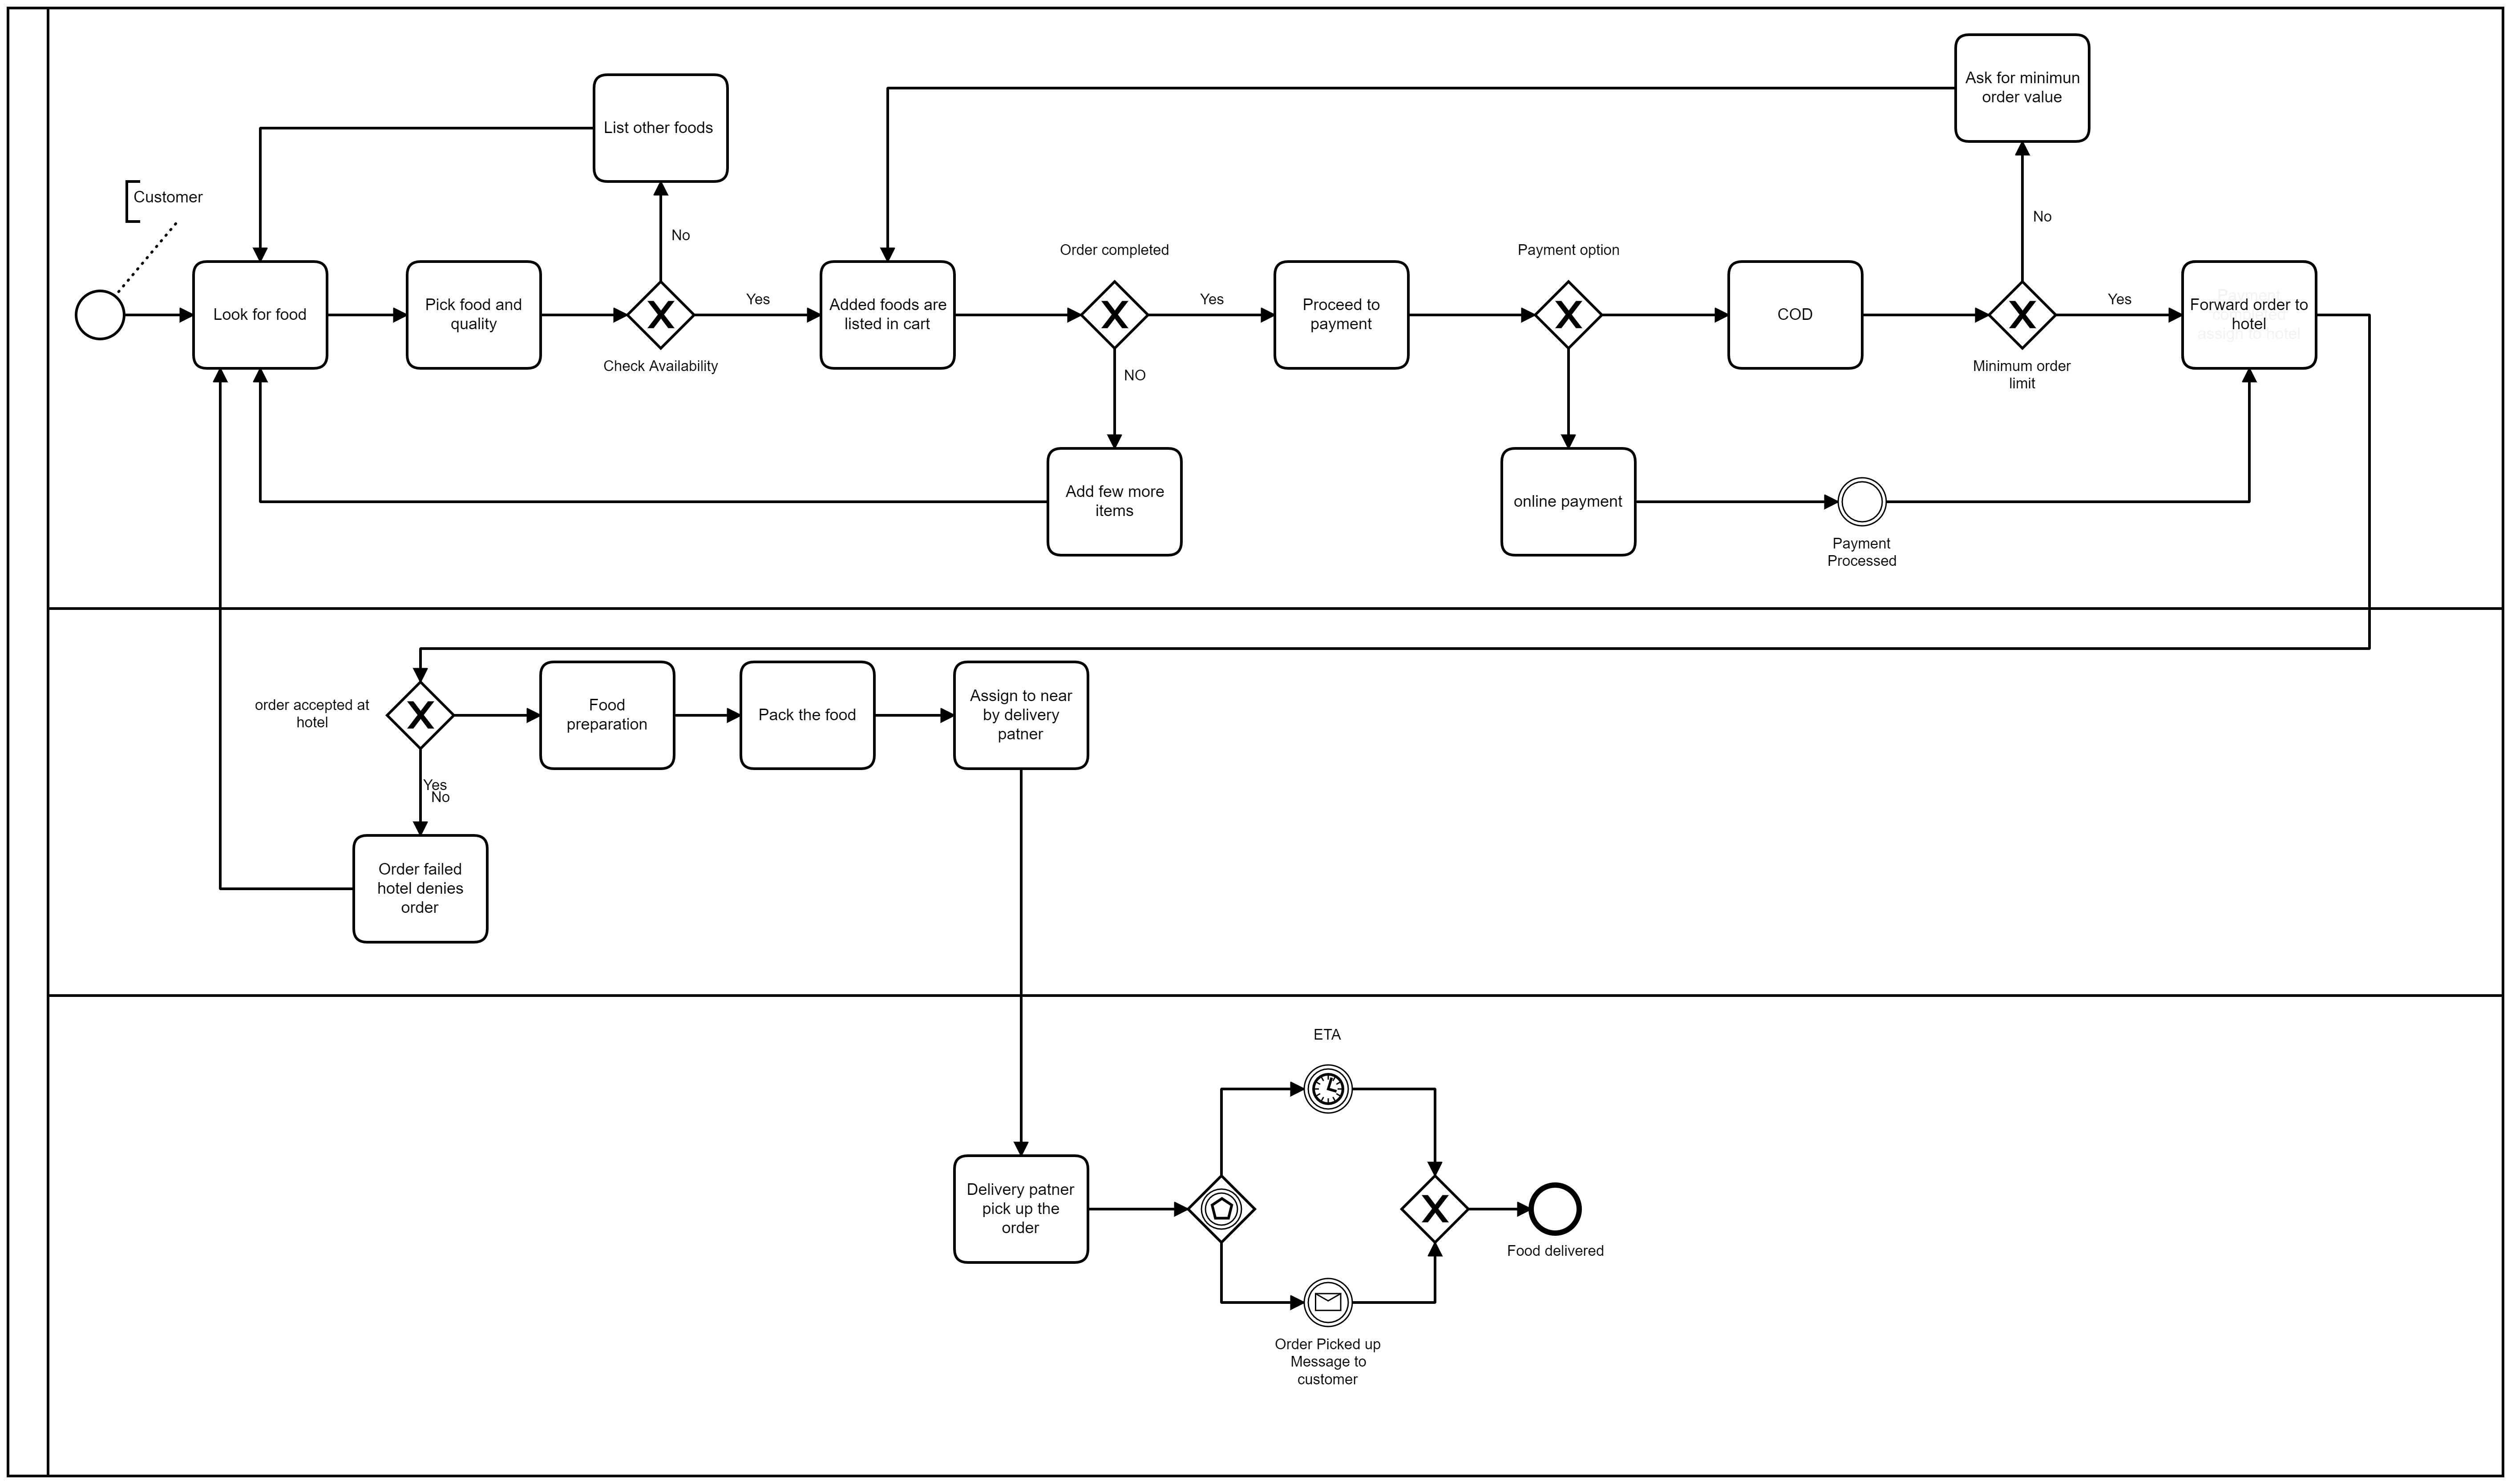 Ask for minimun
order value
List other foods
Customer
No
No
Order completed
Payment option
Look for food
Pick food and
quality
Yes
Added foods are
listed in cart
Yes
Proceed to
payment
COD
Yes
Forward order to
hotel
assign to hotel
Check Availability
NO
Minimum order
limit
Add few more
items
online payment
Payment
Processed
order accepted at
hotel
Food
preparation
Pack the food
Assign to near
by delivery
patner
Yes
No
Order failed
hotel denies
order
ETA
Delivery patner
pick up the
order
Food delivered
Order Picked up
Message to
customer